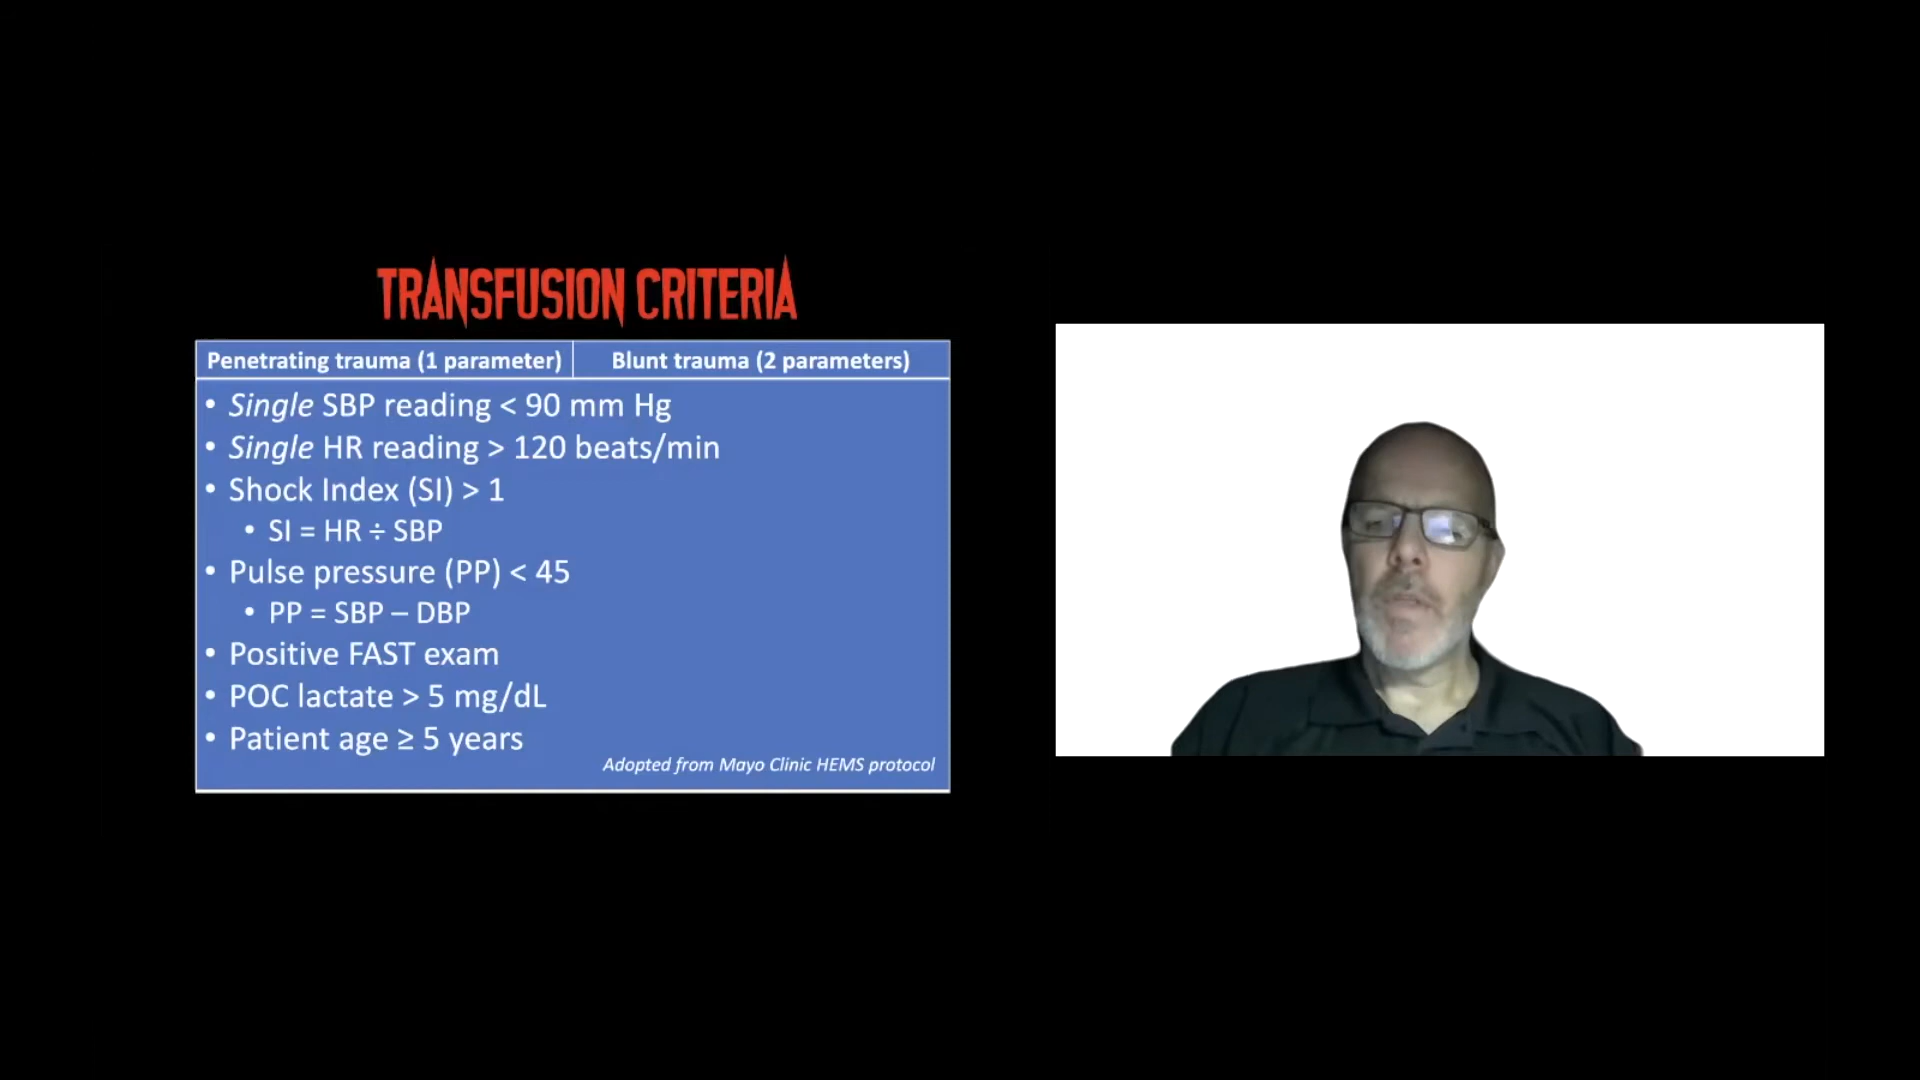 TRANSFUSION CRITERIA
Penetrating trauma (1 parameter)
Blunt trauma (2 parameters)
• Single SBP reading < 90 mm Hg
• Single HR reading > 120 beats/min
• Shock Index (SI) > 1
• SI = HR ÷ SBP
• Pulse pressure (PP) < 45
• PP = SBP – DBP
• Positive FAST exam
• POC lactate > 5 mg/dL
• Patient age ≥ 5 years
Adopted from Mayo Clinic HEMS protocol